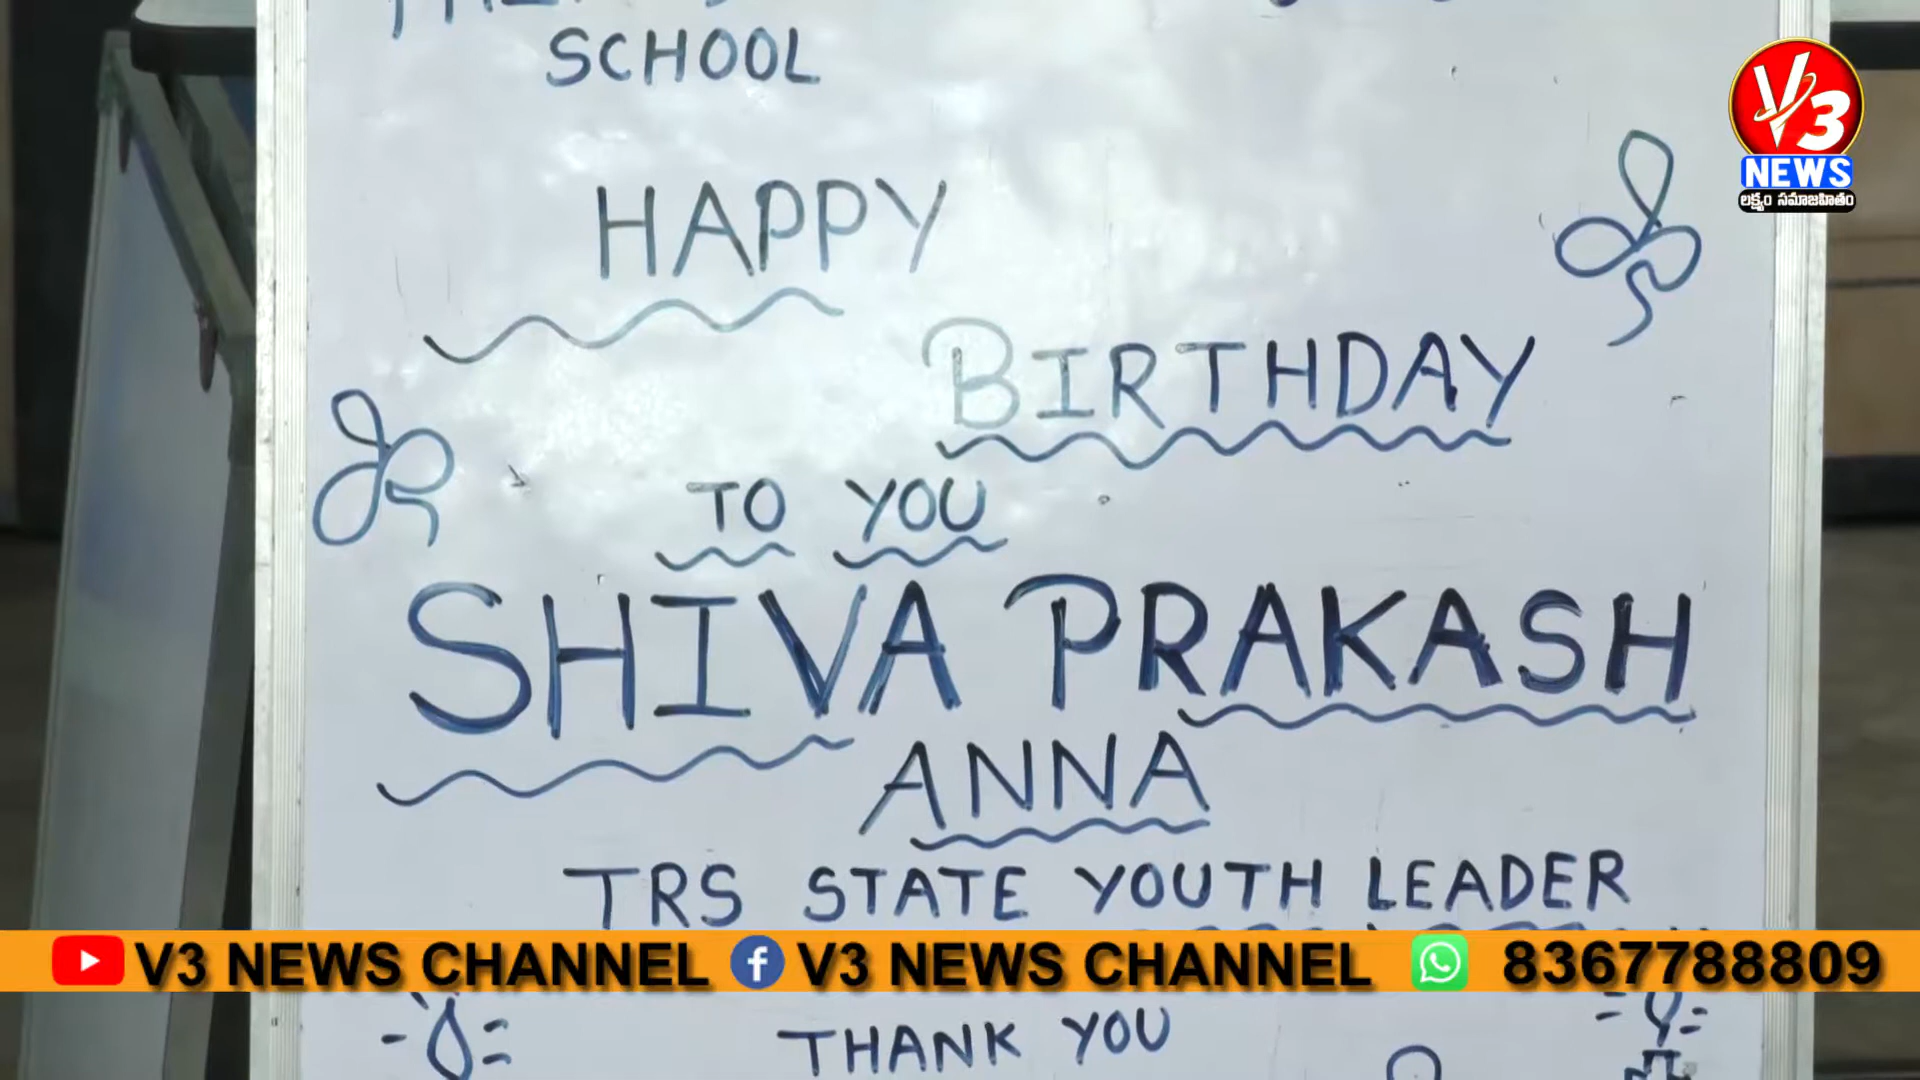 SCHOOL
HAPPY
BIRTHDAY
TO YOU
SHIVA PRAKASH
ANNA
TRS STATE YOUTH LEADER
THANK YOU
V3
NEWS
లక్ష్యం సమాజహితం
V3 NEWS CHANNEL V3 NEWS CHANNEL 8367788809